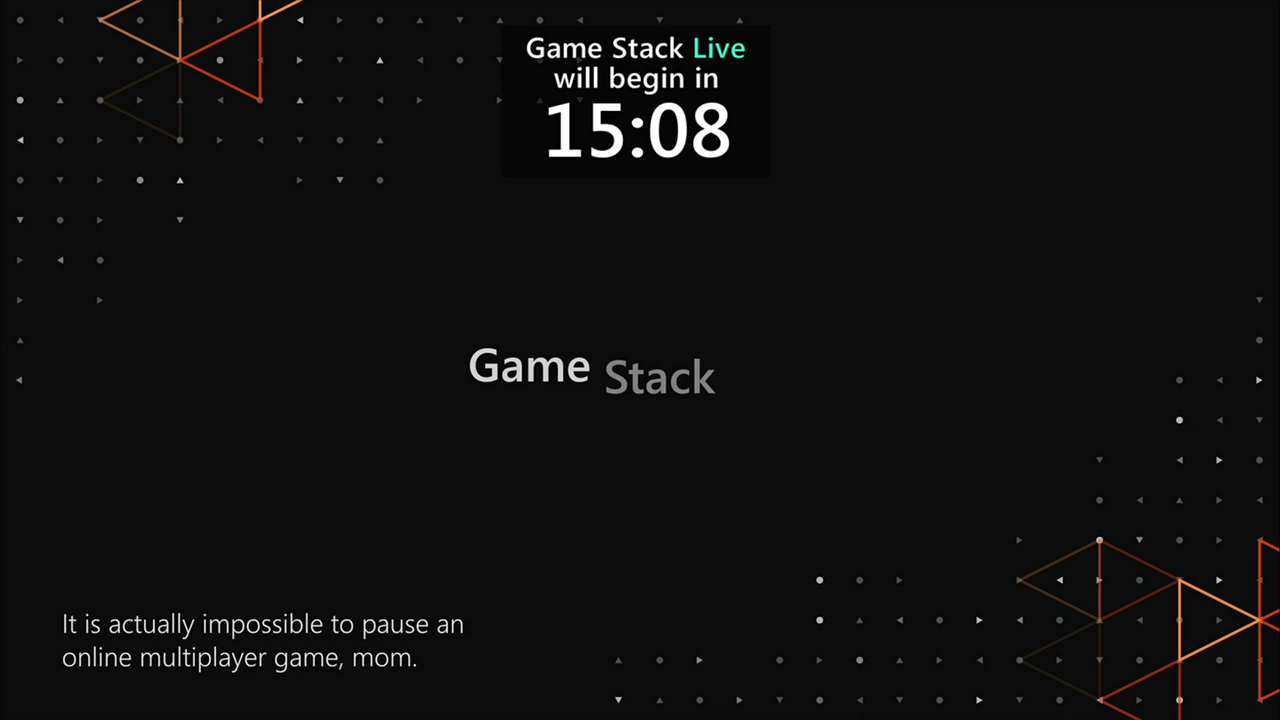 Game Stack Live
will begin in
15:08
Game Stack
It is actually impossible to pause an
online multiplayer game, mom.